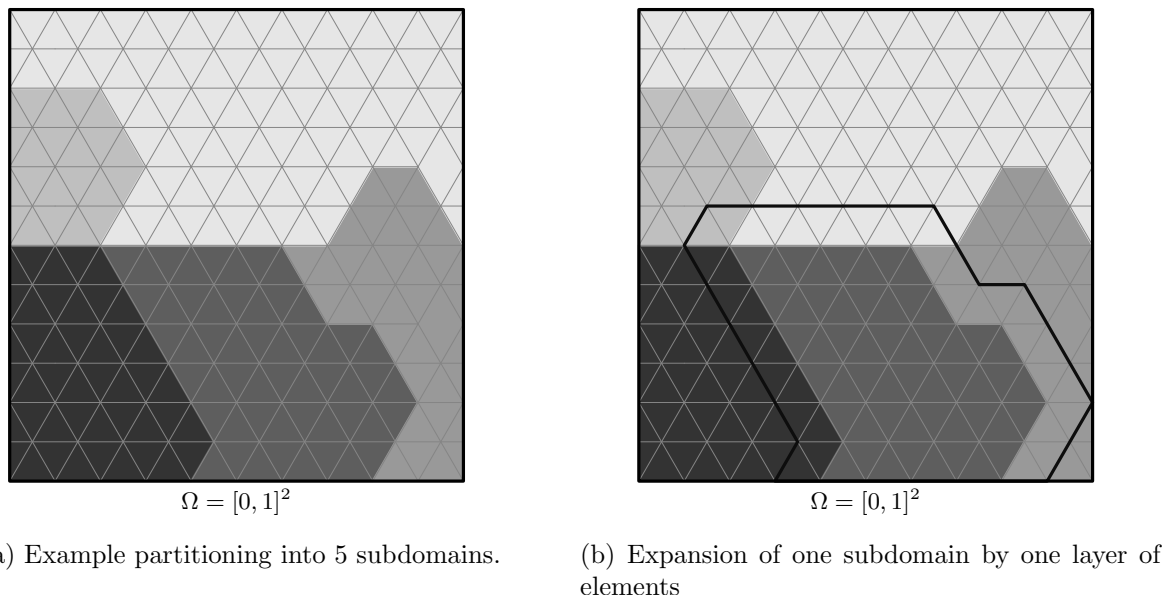 Ω = [0, 1]²
Ω = [0, 1]²
) Example partitioning into 5 subdomains.
(b) Expansion of one subdomain by one layer of
elements